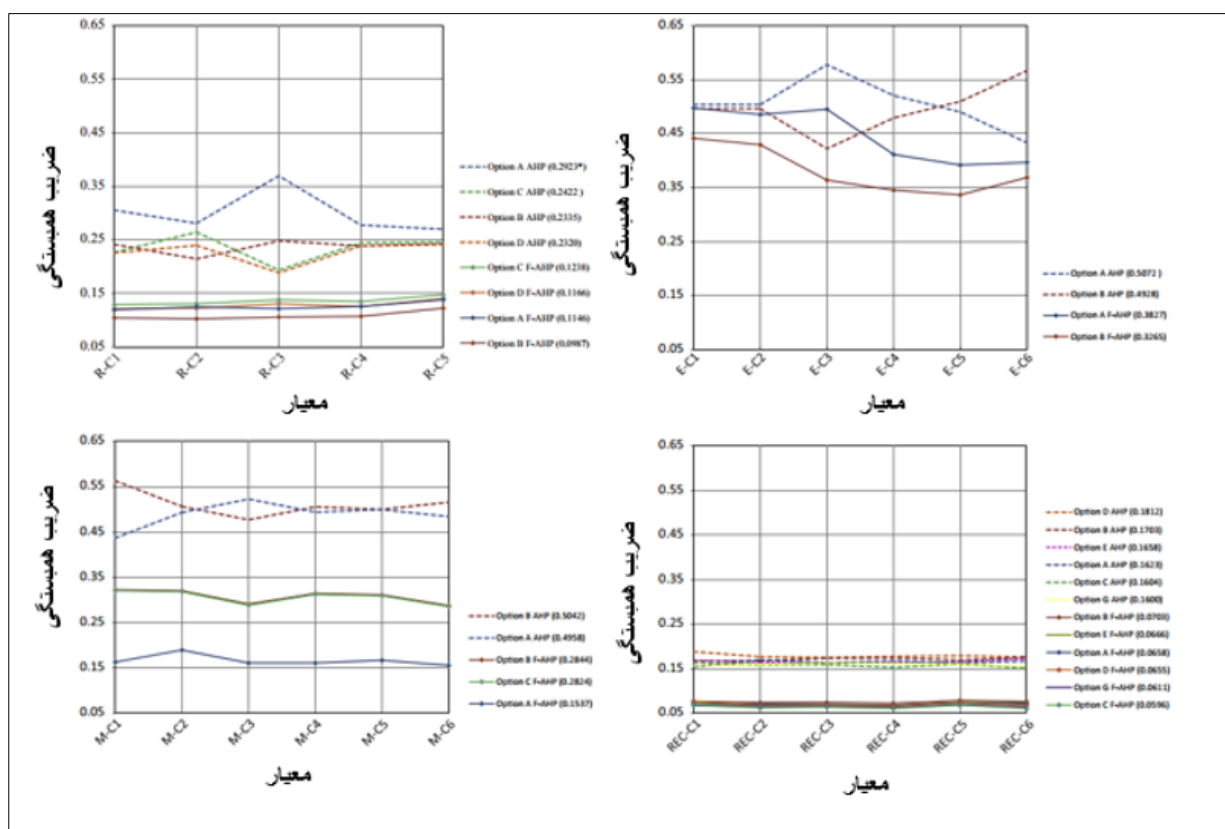 0.65
0.55
0.45
0.35
0.25
0.15
0.05
ضریب همبستگی
R-C1
R-C2
R-C3
R-C4
R-C5
معیار
Option A AHP (0.2923*)
Option C AHP (0.2422 )
Option B AHP (0.2335)
Option D AHP (0.2320)
Option C F-AHP (0.1238)
Option D F-AHP (0.1166)
Option A F-AHP (0.1146)
Option B F-AHP (0.0987)
0.65
0.55
0.45
0.35
0.25
0.15
0.05
ضریب همبستگی
E-C1
E-C2
E-C3
E-C4
E-C5
E-C6
معیار
Option A AHP (0.5072 )
Option B AHP (0.4928)
Option A F-AHP (0.3827)
Option B F-AHP (0.3265)
0.65
0.55
0.45
0.35
0.25
0.15
0.05
ضریب همبستگی
M-C1
M-C2
M-C3
M-C4
M-C5
M-C6
معیار
Option B AHP (0.5042)
Option A AHP (0.4958)
Option B F-AHP (0.2844)
Option C F-AHP (0.2824)
Option A F-AHP (0.1537)
0.65
0.55
0.45
0.35
0.25
0.15
0.05
ضریب همبستگی
REC-C1
REC-C2
REC-C3
REC-C4
REC-C5
REC-C6
معیار
Option D AHP (0.1812)
Option B AHP (0.1703)
Option E AHP (0.1658)
Option A AHP (0.1623)
Option C AHP (0.1604)
Option G AHP (0.1600)
Option B F-AHP (0.0703)
Option E F-AHP (0.0666)
Option A F-AHP (0.0658)
Option D F-AHP (0.0655)
Option G F-AHP (0.0611)
Option C F-AHP (0.0596)